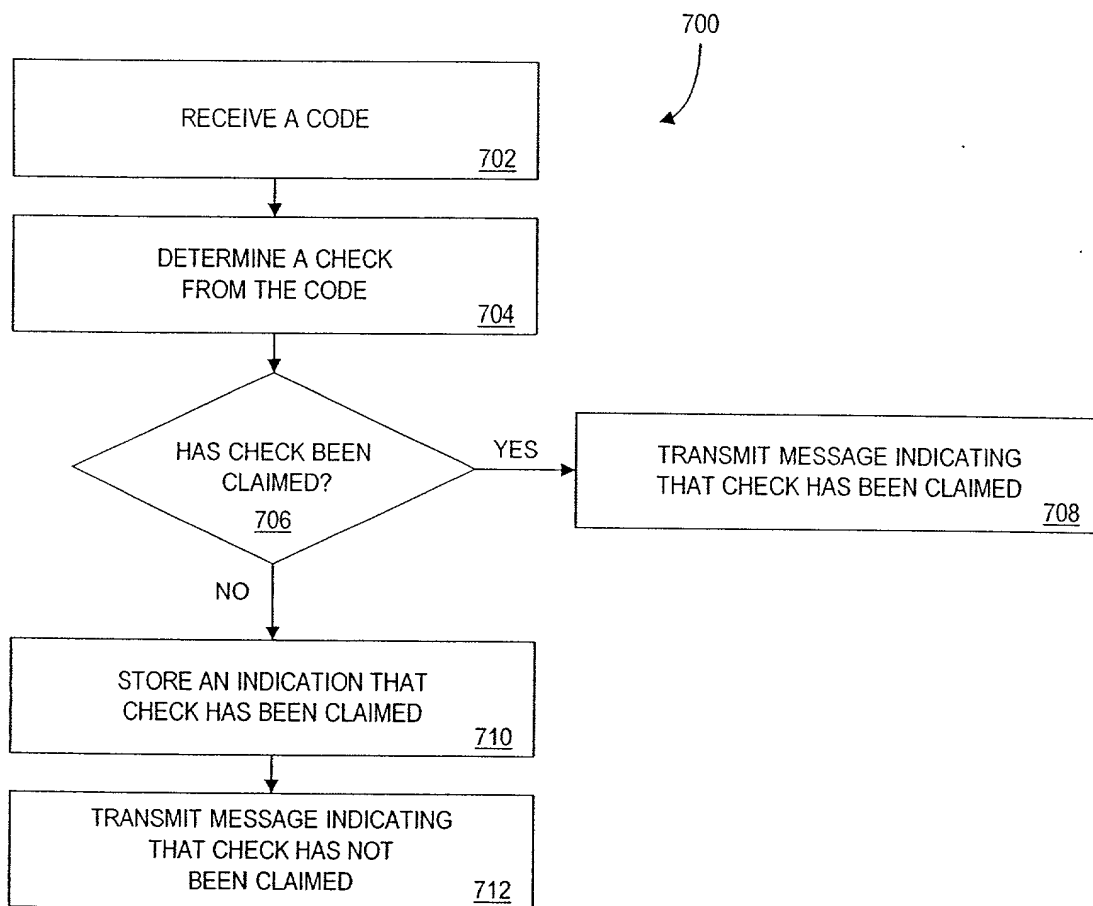 700
RECEIVE A CODE
702
DETERMINE A CHECK
FROM THE CODE
704
HAS CHECK BEEN
CLAIMED?
706
YES
TRANSMIT MESSAGE INDICATING
THAT CHECK HAS BEEN CLAIMED
708
NO
STORE AN INDICATION THAT
CHECK HAS BEEN CLAIMED
710
TRANSMIT MESSAGE INDICATING
THAT CHECK HAS NOT
BEEN CLAIMED
712